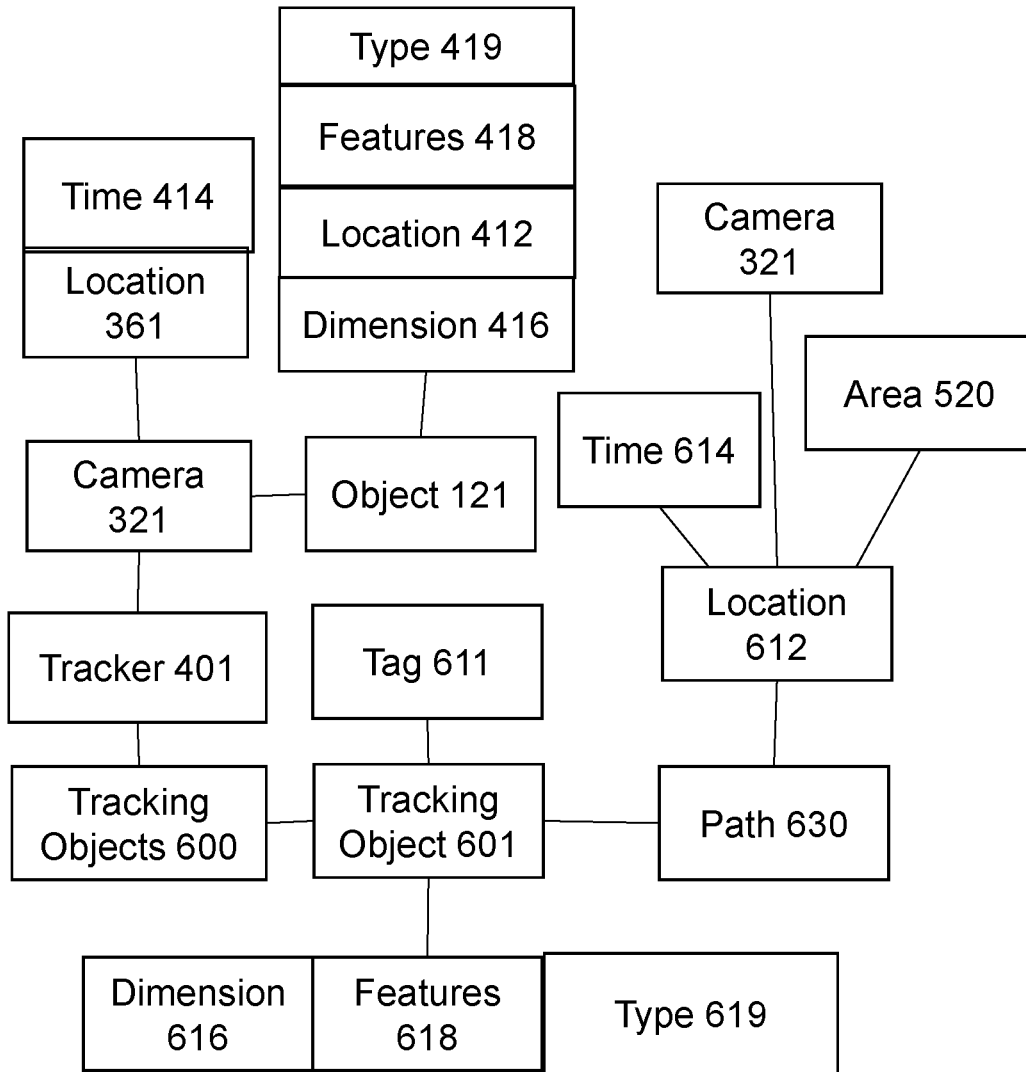 Type 419
Features 418
Time 414
Location 412
Camera
321
Location
361
Dimension 416
Area 520
Time 614
Camera
321
Object 121
Location
612
Tracker 401
Tag 611
Tracking
Objects 600
Tracking
Object 601
Path 630
Dimension
616
Features
618
Type 619